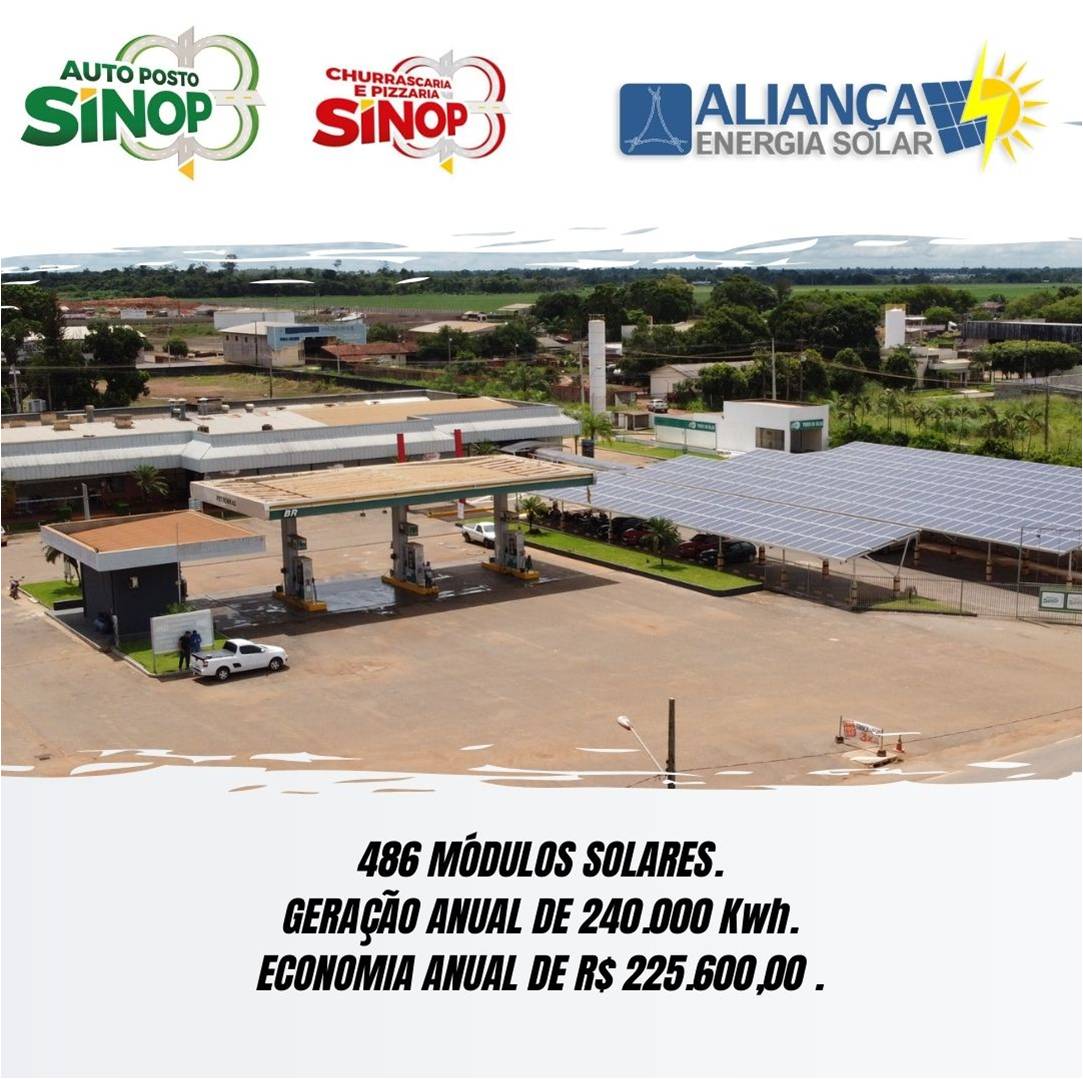 AUTO POSTO
SINOP
CHURRASCARIA
E PIZZARIA
SINOP
ALIANÇA
ENERGIA SOLAR
BR
486 MÓDULOS SOLARES.
GERAÇÃO ANUAL DE 240.000 Kwh.
ECONOMIA ANUAL DE R$ 225.600,00 .